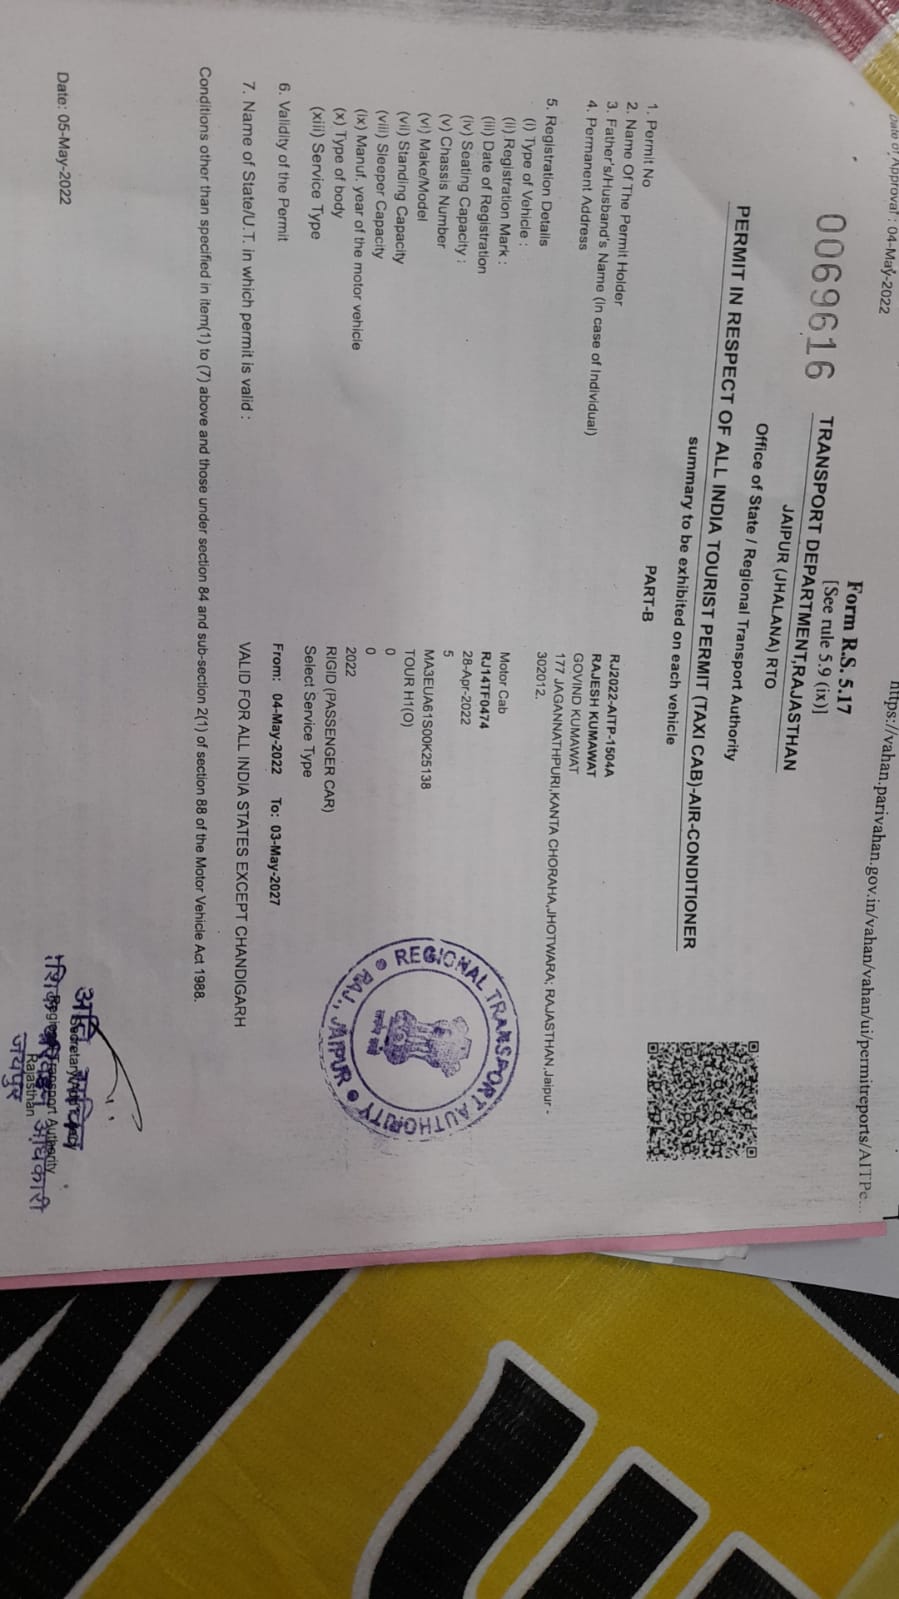 Date of Approval : 04-May-2022
https://vahan.parivahan.gov.in/vahan/vahan/ui/permitreports/AITPe...
Form R.S. 5.17
[See rule 5.9 (ix)]
0069616
TRANSPORT DEPARTMENT,RAJASTHAN
JAIPUR (JHALANA) RTO
Office of State / Regional Transport Authority
PERMIT IN RESPECT OF ALL INDIA TOURIST PERMIT (TAXI CAB)-AIR-CONDITIONER
summary to be exhibited on each vehicle
PART-B
1. Permit No RJ2022-AITP-1504A
2. Name Of The Permit Holder RAJESH KUMAWAT
3. Father's/Husband's Name (In case of Individual) GOVIND KUMAWAT
4. Permanent Address 177 JAGANNATHPURI,KANTA CHORAHA,JHOTWARA; RAJASTHAN,Jaipur -
302012.
5. Registration Details
(i) Type of Vehicle : Motor Cab
(ii) Registration Mark : RJ14TF0474
(iii) Date of Registration 28-Apr-2022
(iv) Seating Capacity : 5
(v) Chassis Number MA3EUA61S00K25138
(vi) Make/Model TOUR H1(O)
(vii) Standing Capacity 0
(viii) Sleeper Capacity 0
(ix) Manuf. year of the motor vehicle 2022
(x) Type of body RIGID (PASSENGER CAR)
(xiii) Service Type Select Service Type
6. Validity of the Permit From: 04-May-2022 To: 03-May-2027
7. Name of State/U.T. in which permit is valid : VALID FOR ALL INDIA STATES EXCEPT CHANDIGARH
Conditions other than specified in item(1) to (7) above and those under section 84 and sub-section 2(1) of section 88 of the Motor Vehicle Act 1988.
REGIONAL TRANSPORT AUTHORITY
RAJ., JAIPUR
Date: 05-May-2022
Secretary
Regional Transport Authority
Rajasthan
अधिकारी
जयपुर